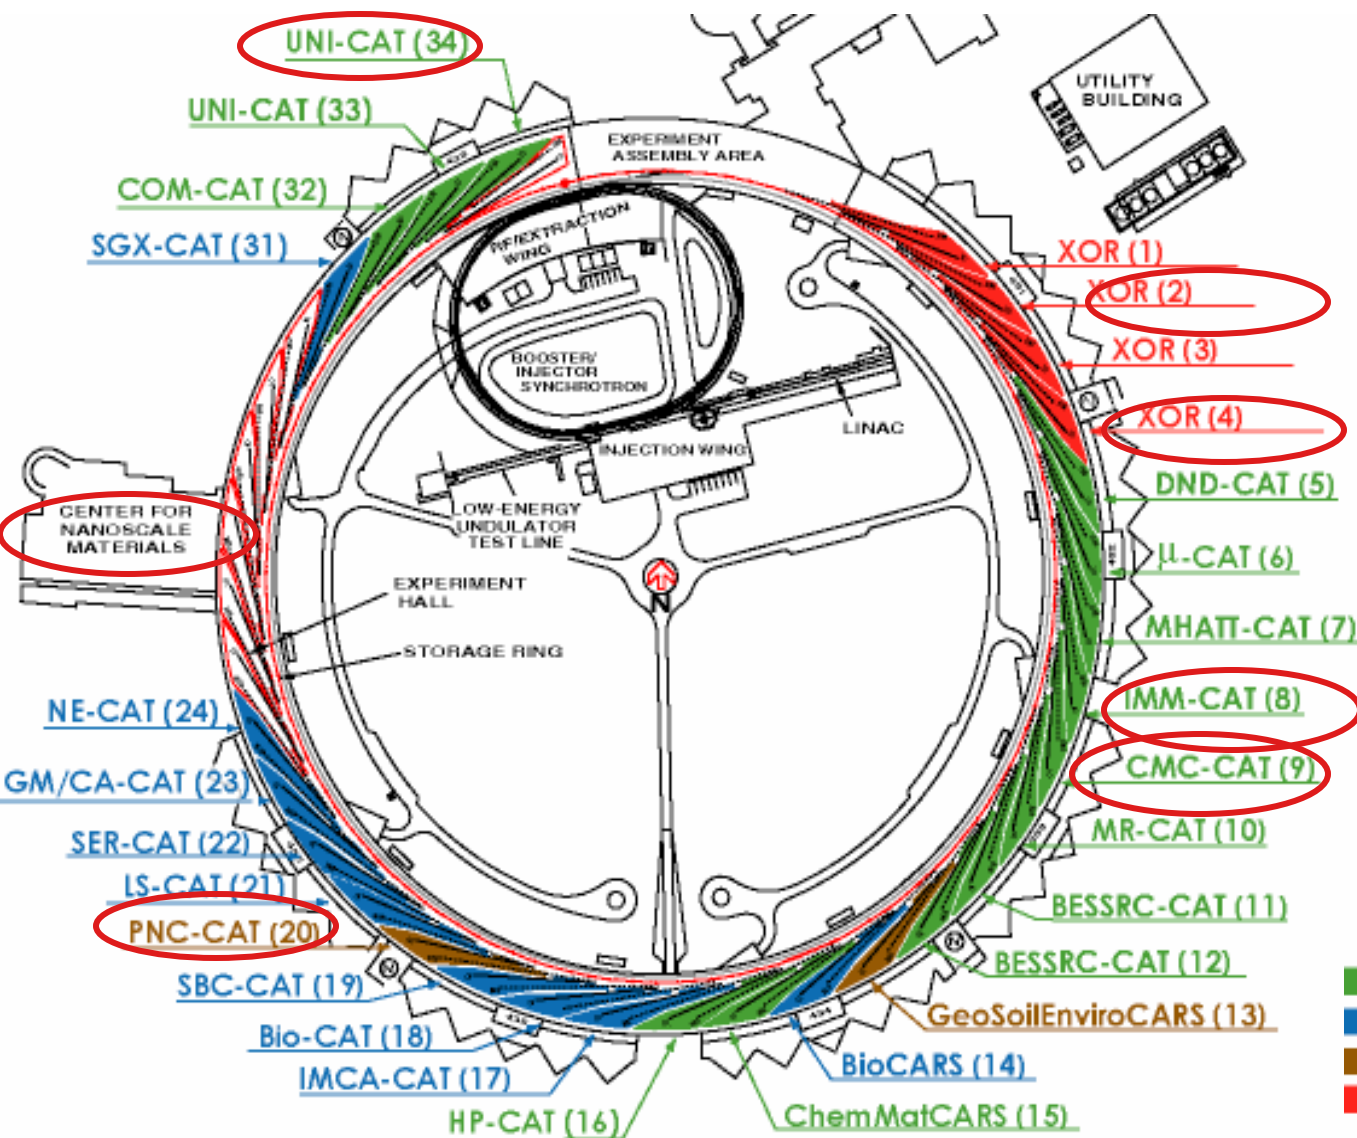 UNI-CAT (34)
UNI-CAT (33)
COM-CAT (32)
SGX-CAT (31)
EXPERIMENT
ASSEMBLY AREA
UTILITY
BUILDING
RF/EXTRACTION
WING
BOOSTER/
INJECTOR
SYNCHROTRON
LINAC
INJECTION WING
LOW-ENERGY
UNDULATOR
TEST LINE
XOR (1)
XOR (2)
XOR (3)
XOR (4)
DND-CAT (5)
μ-CAT (6)
MHATT-CAT (7)
IMM-CAT (8)
CMC-CAT (9)
MR-CAT (10)
BESSRC-CAT (11)
BESSRC-CAT (12)
GeoSoilEnviroCARS (13)
BioCARS (14)
ChemMatCARS (15)
HP-CAT (16)
IMCA-CAT (17)
Bio-CAT (18)
SBC-CAT (19)
PNC-CAT (20)
LS-CAT (21)
SER-CAT (22)
GM/CA-CAT (23)
NE-CAT (24)
CENTER FOR
NANOSCALE
MATERIALS
EXPERIMENT
HALL
STORAGE RING
N